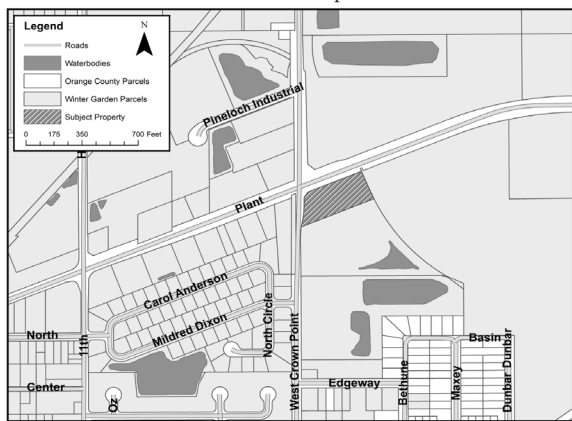 Legend
N
Roads
Waterbodies
Orange County Parcels
Winter Garden Parcels
Subject Property
0 175 350 700 Feet
Pineloch Industrial
H
Plant
Carol Anderson
Mildred Dixon
North Circle
North
11th
Center
Oz
West Crown Point
Edgeway
Bethune
Maxey
Basin
Dunbar Dunbar